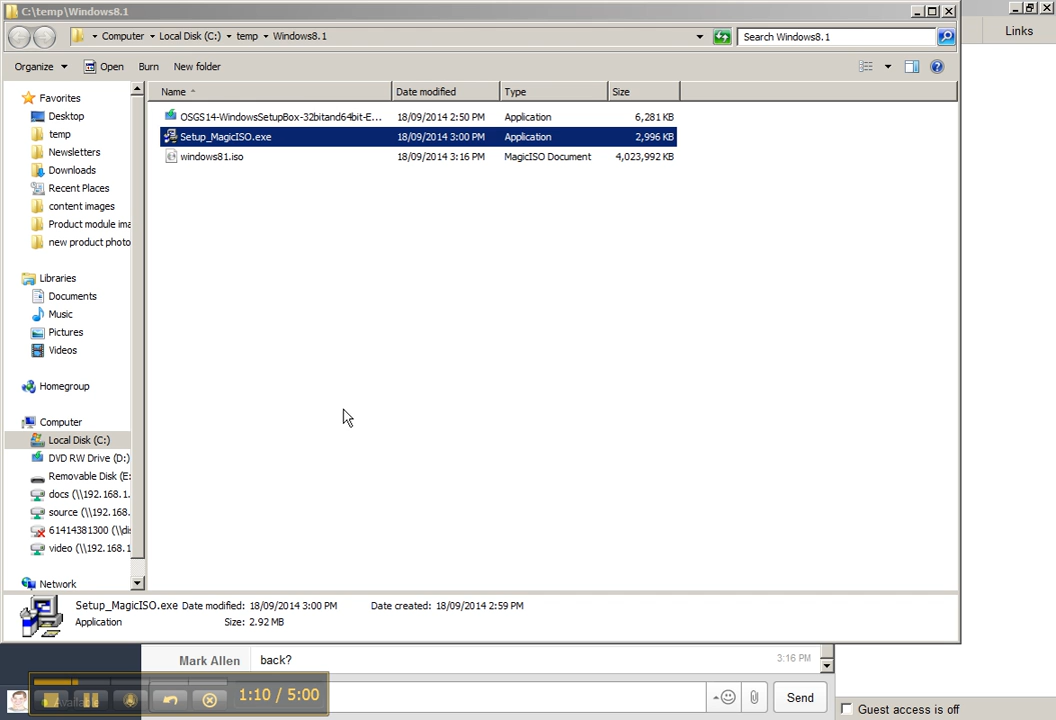 C:\temp\Windows8.1
Computer Local Disk (C:) temp Windows8.1
Search Windows8.1
Links
Organize Open Burn New folder
Name Date modified Type Size
Favorites
Desktop
temp
Newsletters
Downloads
Recent Places
content images
Product module ima
new product photo
Libraries
Documents
Music
Pictures
Videos
Homegroup
Computer
Local Disk (C:)
DVD RW Drive (D:)
Removable Disk (E:
docs (\\192.168.1.
source (\\192.168.
61414381300 (\\di
video (\\192.168.1
Network
OSGS14-WindowsSetupBox-32bitand64bit-E... 18/09/2014 2:50 PM Application 6,281 KB
Setup_MagicISO.exe 18/09/2014 3:00 PM Application 2,996 KB
windows81.iso 18/09/2014 3:16 PM MagicISO Document 4,023,992 KB
Setup_MagicISO.exe Date modified: 18/09/2014 3:00 PM Date created: 18/09/2014 2:59 PM
Application Size: 2.92 MB
Mark Allen back? 3:16 PM
Available
1:10 / 5:00
Send
Guest access is off